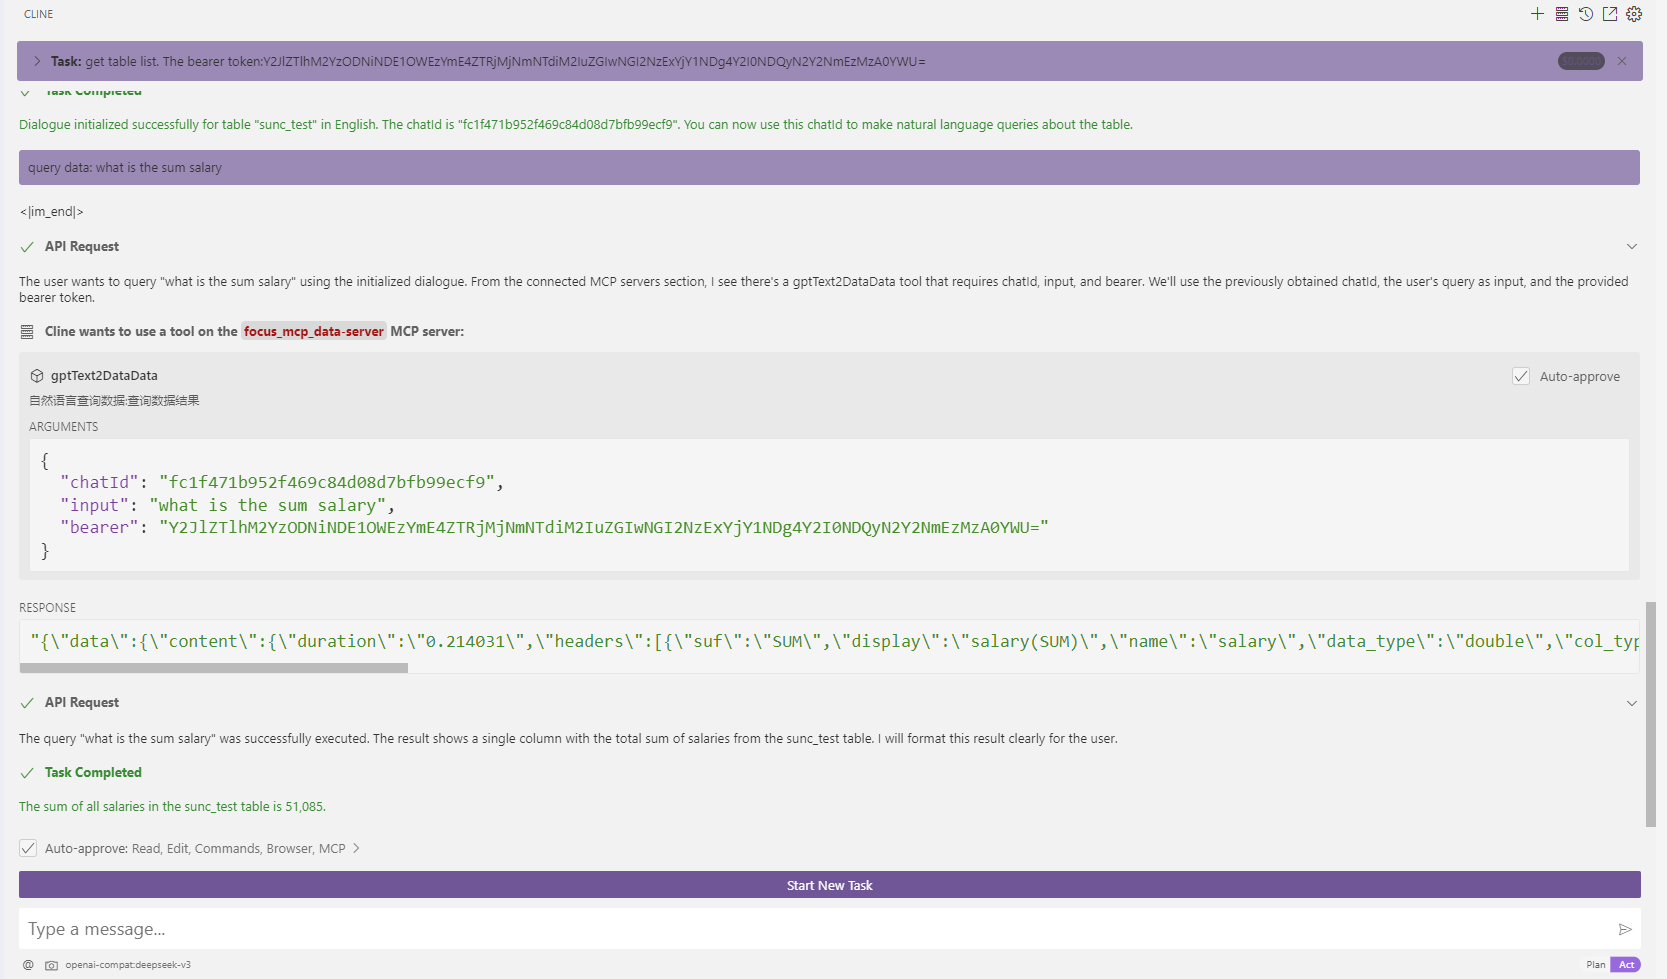 CLINE
Task: get table list. The bearer token:Y2JlZTlhM2YzODNiNDE1OWEzYmE4ZTRjMjNmNTdiM2IuZGIwNGI2NzExYjY1NDg4Y2I0NDQyN2Y2NmEzMzA0YWU=
$0.0000
Task Completed
Dialogue initialized successfully for table "sunc_test" in English. The chatId is "fc1f471b952f469c84d08d7bfb99ecf9". You can now use this chatId to make natural language queries about the table.
query data: what is the sum salary
<|im_end|>
API Request
The user wants to query "what is the sum salary" using the initialized dialogue. From the connected MCP servers section, I see there's a gptText2DataData tool that requires chatId, input, and bearer. We'll use the previously obtained chatId, the user's query as input, and the provided
bearer token.
Cline wants to use a tool on the focus_mcp_data-server MCP server:
gptText2DataData
Auto-approve
自然语言查询数据:查询数据结果
ARGUMENTS
{
"chatId": "fc1f471b952f469c84d08d7bfb99ecf9",
"input": "what is the sum salary",
"bearer": "Y2JlZTlhM2YzODNiNDE1OWEzYmE4ZTRjMjNmNTdiM2IuZGIwNGI2NzExYjY1NDg4Y2I0NDQyN2Y2NmEzMzA0YWU="
}
RESPONSE
"{\"data\":{\"content\":{\"duration\":\"0.214031\",\"headers\":[{\"suf\":\"SUM\",\"display\":\"salary(SUM)\",\"name\":\"salary\",\"data_type\":\"double\",\"col_typ
API Request
The query "what is the sum salary" was successfully executed. The result shows a single column with the total sum of salaries from the sunc_test table. I will format this result clearly for the user.
Task Completed
The sum of all salaries in the sunc_test table is 51,085.
Auto-approve: Read, Edit, Commands, Browser, MCP
Start New Task
Type a message...
@ openai-compat:deepseek-v3
Plan Act